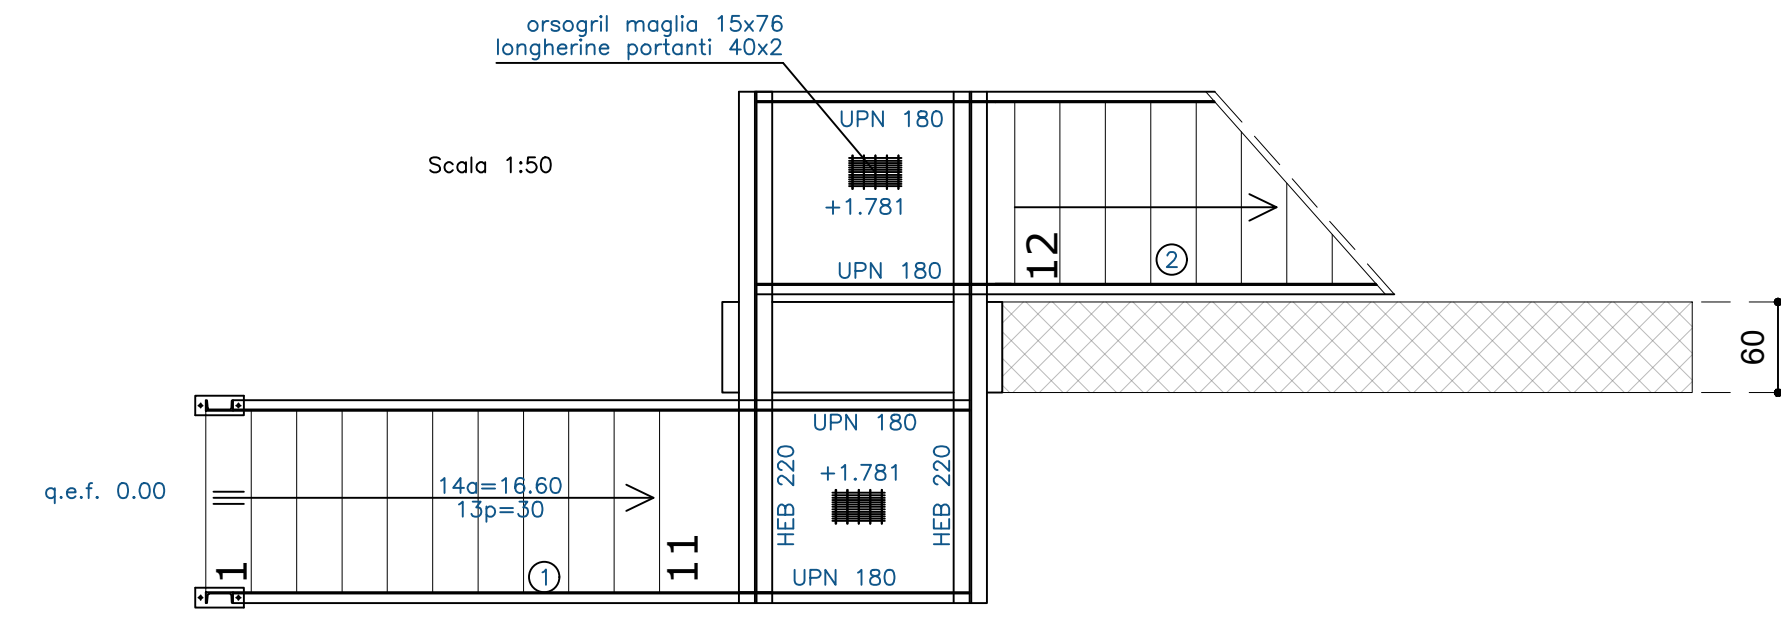 orsogril maglia 15x76
longherine portanti 40x2
UPN 180
Scala 1:50
+1.781
12
2
UPN 180
60
UPN 180
HEB 220
+1.781
HEB 220
q.e.f. 0.00
14a=16.60
13p=30
1
11
1
UPN 180